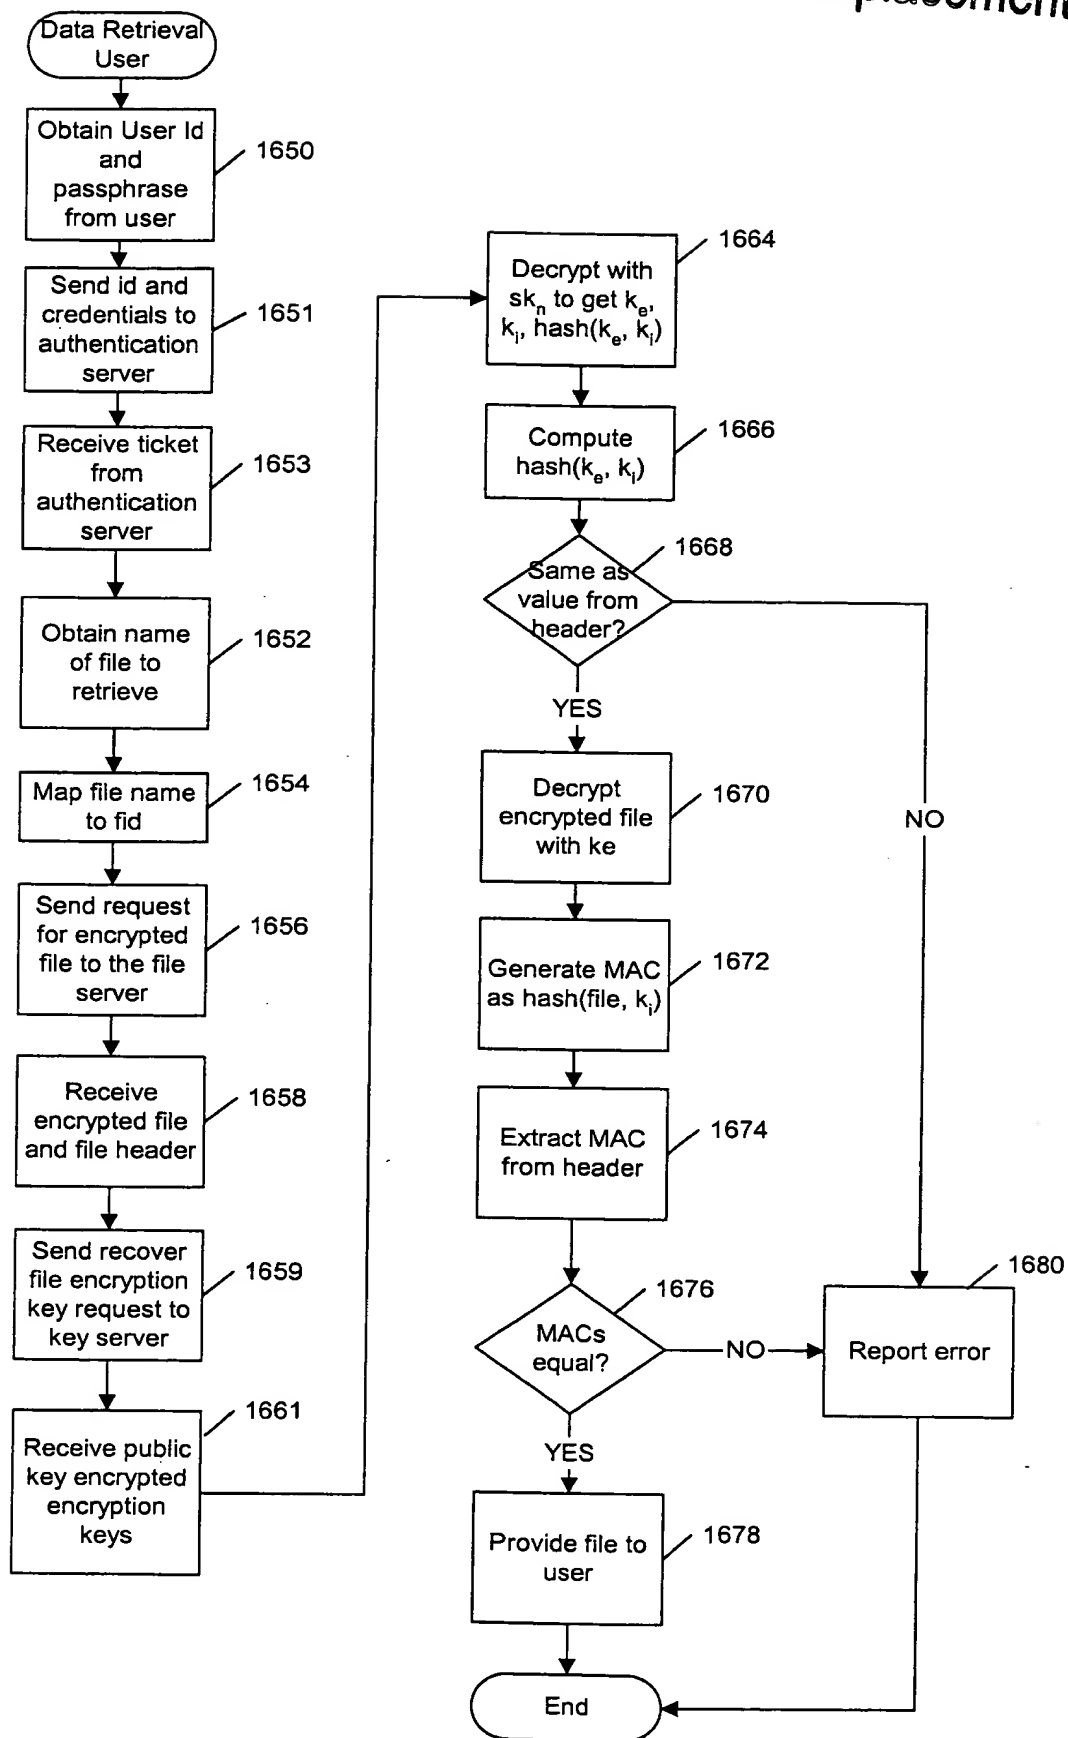 Data Retrieval
User
Obtain User Id
and
passphrase
from user
1650
Send id and
credentials to
authentication
server
1651
Receive ticket
from
authentication
server
1653
Obtain name
of file to
retrieve
1652
Map file name
to fid
1654
Send request
for encrypted
file to the file
server
1656
Receive
encrypted file
and file header
1658
Send recover
file encryption
key request to
key server
1659
Receive public
key encrypted
encryption
keys
1661
Decrypt with
skₙ to get kₑ,
kᵢ, hash(kₑ, kᵢ)
1664
Compute
hash(kₑ, kᵢ)
1666
Same as
value from
header?
1668
YES
NO
Decrypt
encrypted file
with ke
1670
Generate MAC
as hash(file, kᵢ)
1672
Extract MAC
from header
1674
MACs
equal?
1676
NO
Report error
1680
YES
Provide file to
user
1678
End